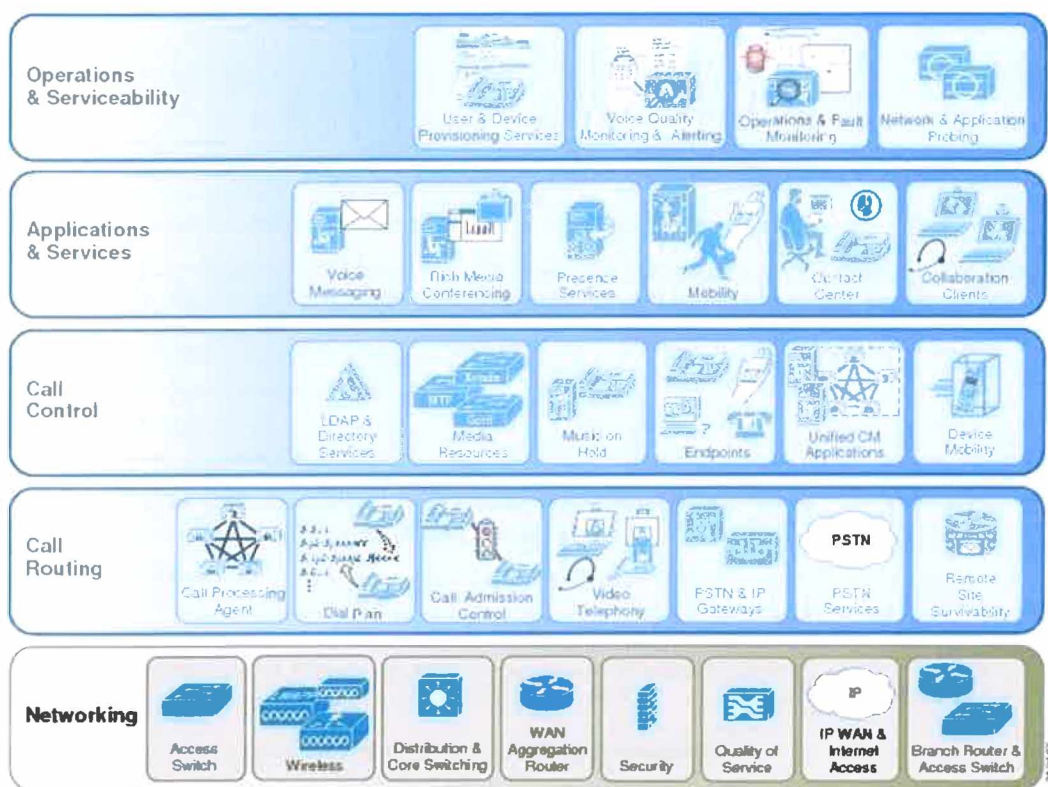 Operations
& Serviceability
User & Device
Provisioning Services
Voice Quality
Monitoring & Alerting
Operations & Fault
Monitoring
Network & Application
Probing
Applications
& Services
Voice
Messaging
Rich Media
Conferencing
Presence
Services
Mobility
Contact
Center
Collaboration
Clients
Call
Control
LDAP &
Directory
Services
Media
Resources
Music on
Hold
?
Endpoints
Unified CM
Applications
Device
Mobility
Call
Routing
Call Processing
Agent
Dial Plan
Call Admission
Control
Video
Telephony
PSTN & IP
Gateways
PSTN
PSTN
Services
Remote
Site
Survivability
Networking
Access
Switch
Wireless
Distribution &
Core Switching
WAN
Aggregation
Router
Security
Quality of
Service
IP
IP WAN &
Internet
Access
Branch Router &
Access Switch